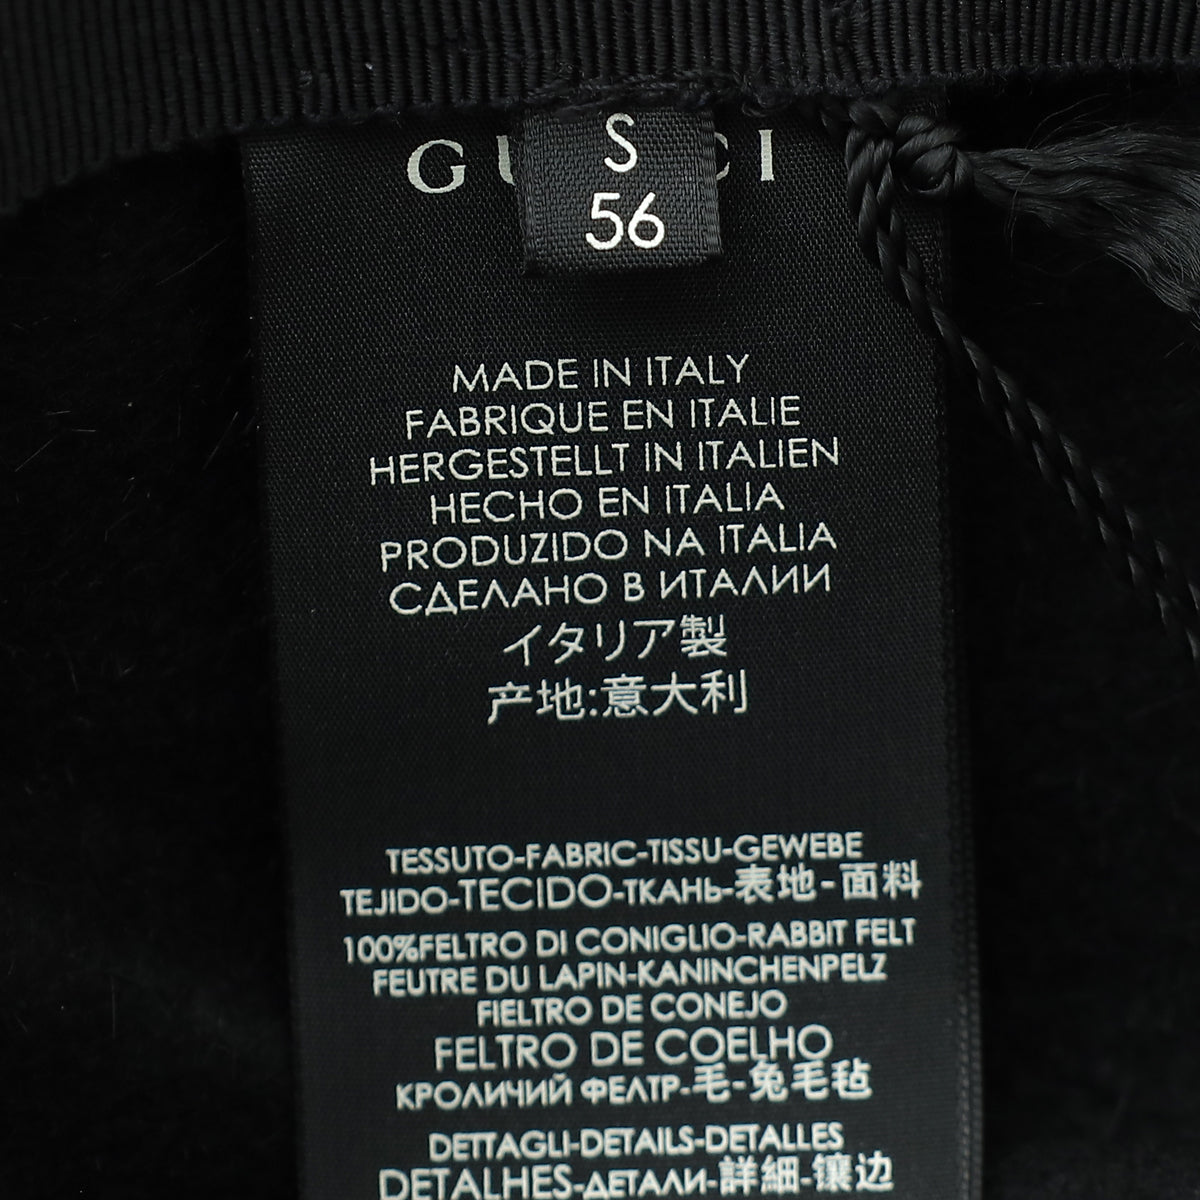 GUCCI
S
56
MADE IN ITALY
FABRIQUE EN ITALIE
HERGESTELLT IN ITALIEN
HECHO EN ITALIA
PRODUZIDO NA ITALIA
СДЕЛАНО В ИТАЛИИ
イタリア製
产地:意大利
TESSUTO-FABRIC-TISSU-GEWEBE
TEJIDO-TECIDO-ТКАНЬ-表地-面料
100%FELTRO DI CONIGLIO-RABBIT FELT
FEUTRE DU LAPIN-KANINCHENPELZ
FIELTRO DE CONEJO
FELTRO DE COELHO
КРОЛИЧИЙ ФЕЛТР-毛-兔毛毡
DETTAGLI-DETAILS-DETALLES
DETALHES-ДЕТАЛИ-詳細-镶边